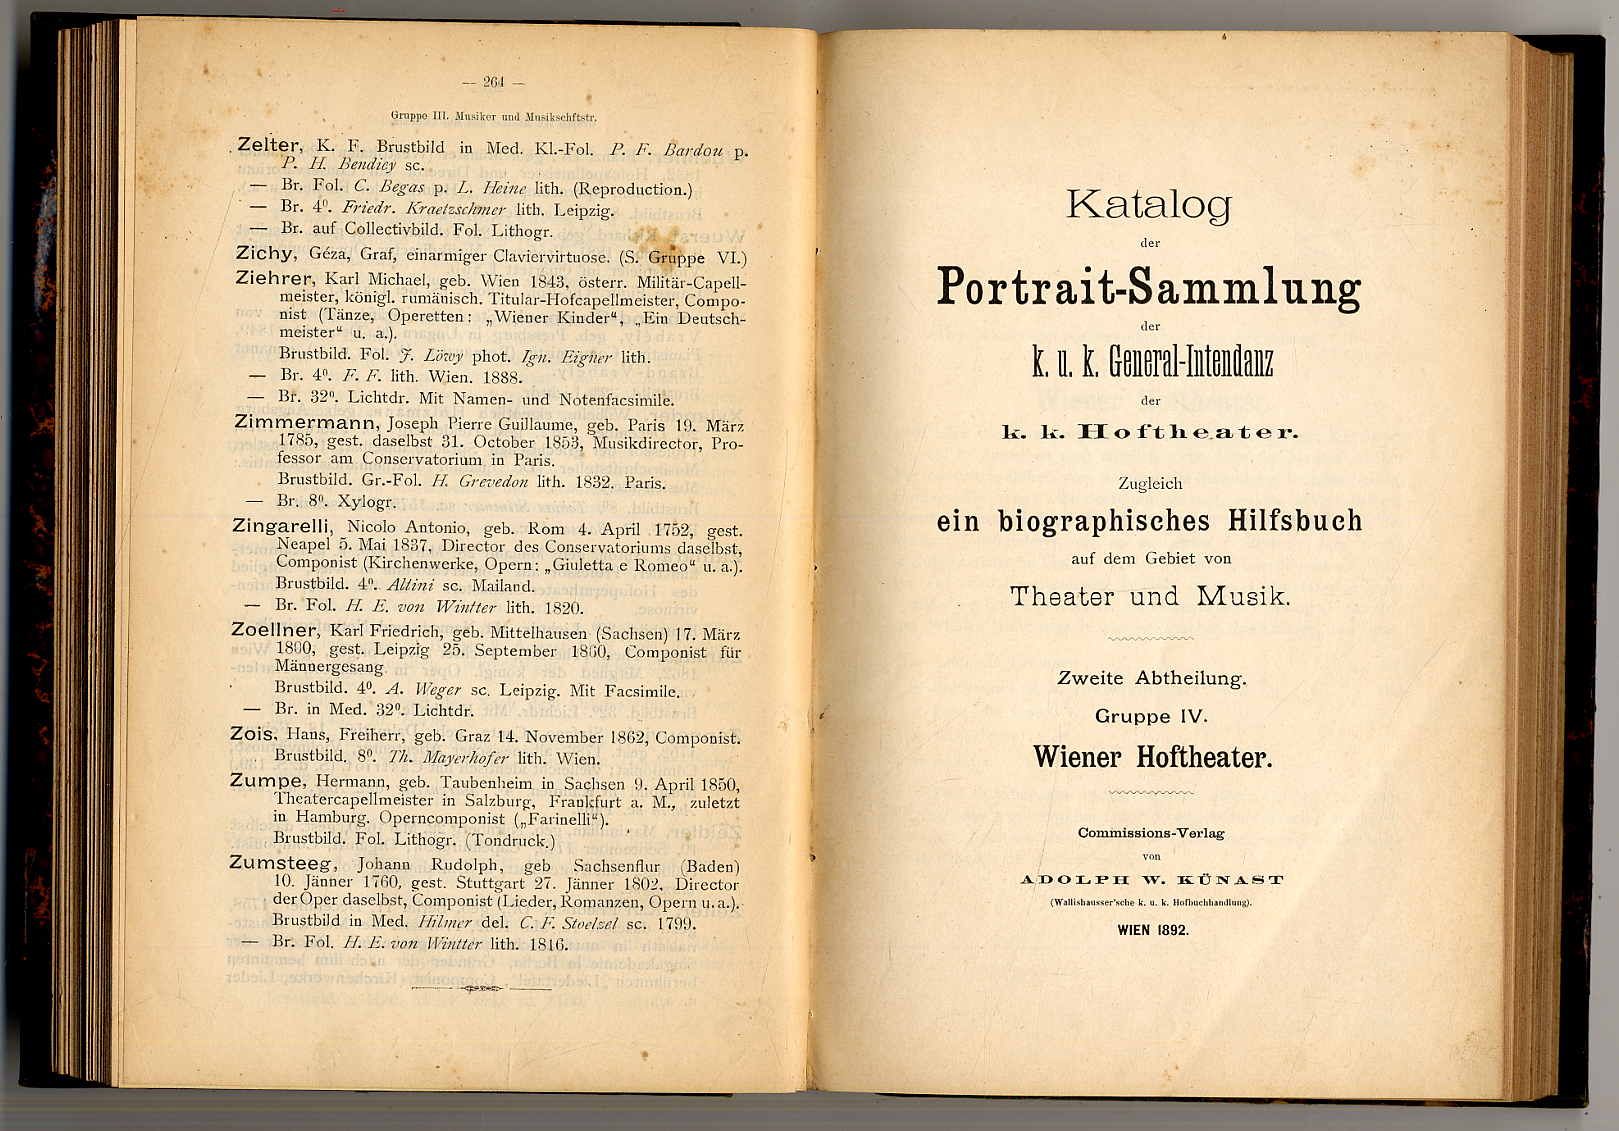 — 264 —
Gruppe III. Musiker und Musikschftstr.
Zelter, K. F. Brustbild in Med. Kl.-Fol. P. F. Bardou p.
P. H. Bendiey sc.
— Br. Fol. C. Begas p. L. Heine lith. (Reproduction.)
— Br. 4⁰. Friedr. Kraetzschmer lith. Leipzig.
— Br. auf Collectivbild. Fol. Lithogr.
Zichy, Géza, Graf, einarmiger Claviervirtuose. (S. Gruppe VI.)
Ziehrer, Karl Michael, geb. Wien 1843, österr. Militär-Capell-
meister, königl. rumänisch. Titular-Hofcapellmeister, Compo-
nist (Tänze, Operetten: „Wiener Kinder“, „Ein Deutsch-
meister“ u. a.).
Brustbild. Fol. J. Löwy phot. Ign. Eigner lith.
— Br. 4⁰. F. F. lith. Wien. 1888.
— Br. 32⁰. Lichtdr. Mit Namen- und Notenfacsimile.
Zimmermann, Joseph Pierre Guillaume, geb. Paris 19. März
1785, gest. daselbst 31. October 1853, Musikdirector, Pro-
fessor am Conservatorium in Paris.
Brustbild. Gr.-Fol. H. Grevedon lith. 1832. Paris.
— Br. 8⁰. Xylogr.
Zingarelli, Nicolo Antonio, geb. Rom 4. April 1752, gest.
Neapel 5. Mai 1837, Director des Conservatoriums daselbst,
Componist (Kirchenwerke, Opern: „Giuletta e Romeo“ u. a.).
Brustbild. 4⁰. Altini sc. Mailand.
— Br. Fol. H. E. von Wintter lith. 1820.
Zoellner, Karl Friedrich, geb. Mittelhausen (Sachsen) 17. März
1800, gest. Leipzig 25. September 1860, Componist für
Männergesang.
Brustbild. 4⁰. A. Weger sc. Leipzig. Mit Facsimile.
— Br. in Med. 32⁰. Lichtdr.
Zois, Hans, Freiherr, geb. Graz 14. November 1862, Componist.
Brustbild. 8⁰. Th. Mayerhofer lith. Wien.
Zumpe, Hermann, geb. Taubenheim in Sachsen 9. April 1850,
Theatercapellmeister in Salzburg, Frankfurt a. M., zuletzt
in Hamburg. Operncomponist („Farinelli“).
Brustbild. Fol. Lithogr. (Tondruck.)
Zumsteeg, Johann Rudolph, geb Sachsenflur (Baden)
10. Jänner 1760, gest. Stuttgart 27. Jänner 1802, Director
der Oper daselbst, Componist (Lieder, Romanzen, Opern u. a.).
Brustbild in Med. Hilmer del. C. F. Stoelzel sc. 1799.
— Br. Fol. H. E. von Wintter lith. 1816.
Katalog
der
Portrait-Sammlung
der
k. u. k. General-Intendanz
der
k. k. Hoftheater.
Zugleich
ein biographisches Hilfsbuch
auf dem Gebiet von
Theater und Musik.
Zweite Abtheilung.
Gruppe IV.
Wiener Hoftheater.
Commissions-Verlag
von
ADOLPH W. KÜNAST
(Wallishausser'sche k. u. k. Hofbuchhandlung).
WIEN 1892.